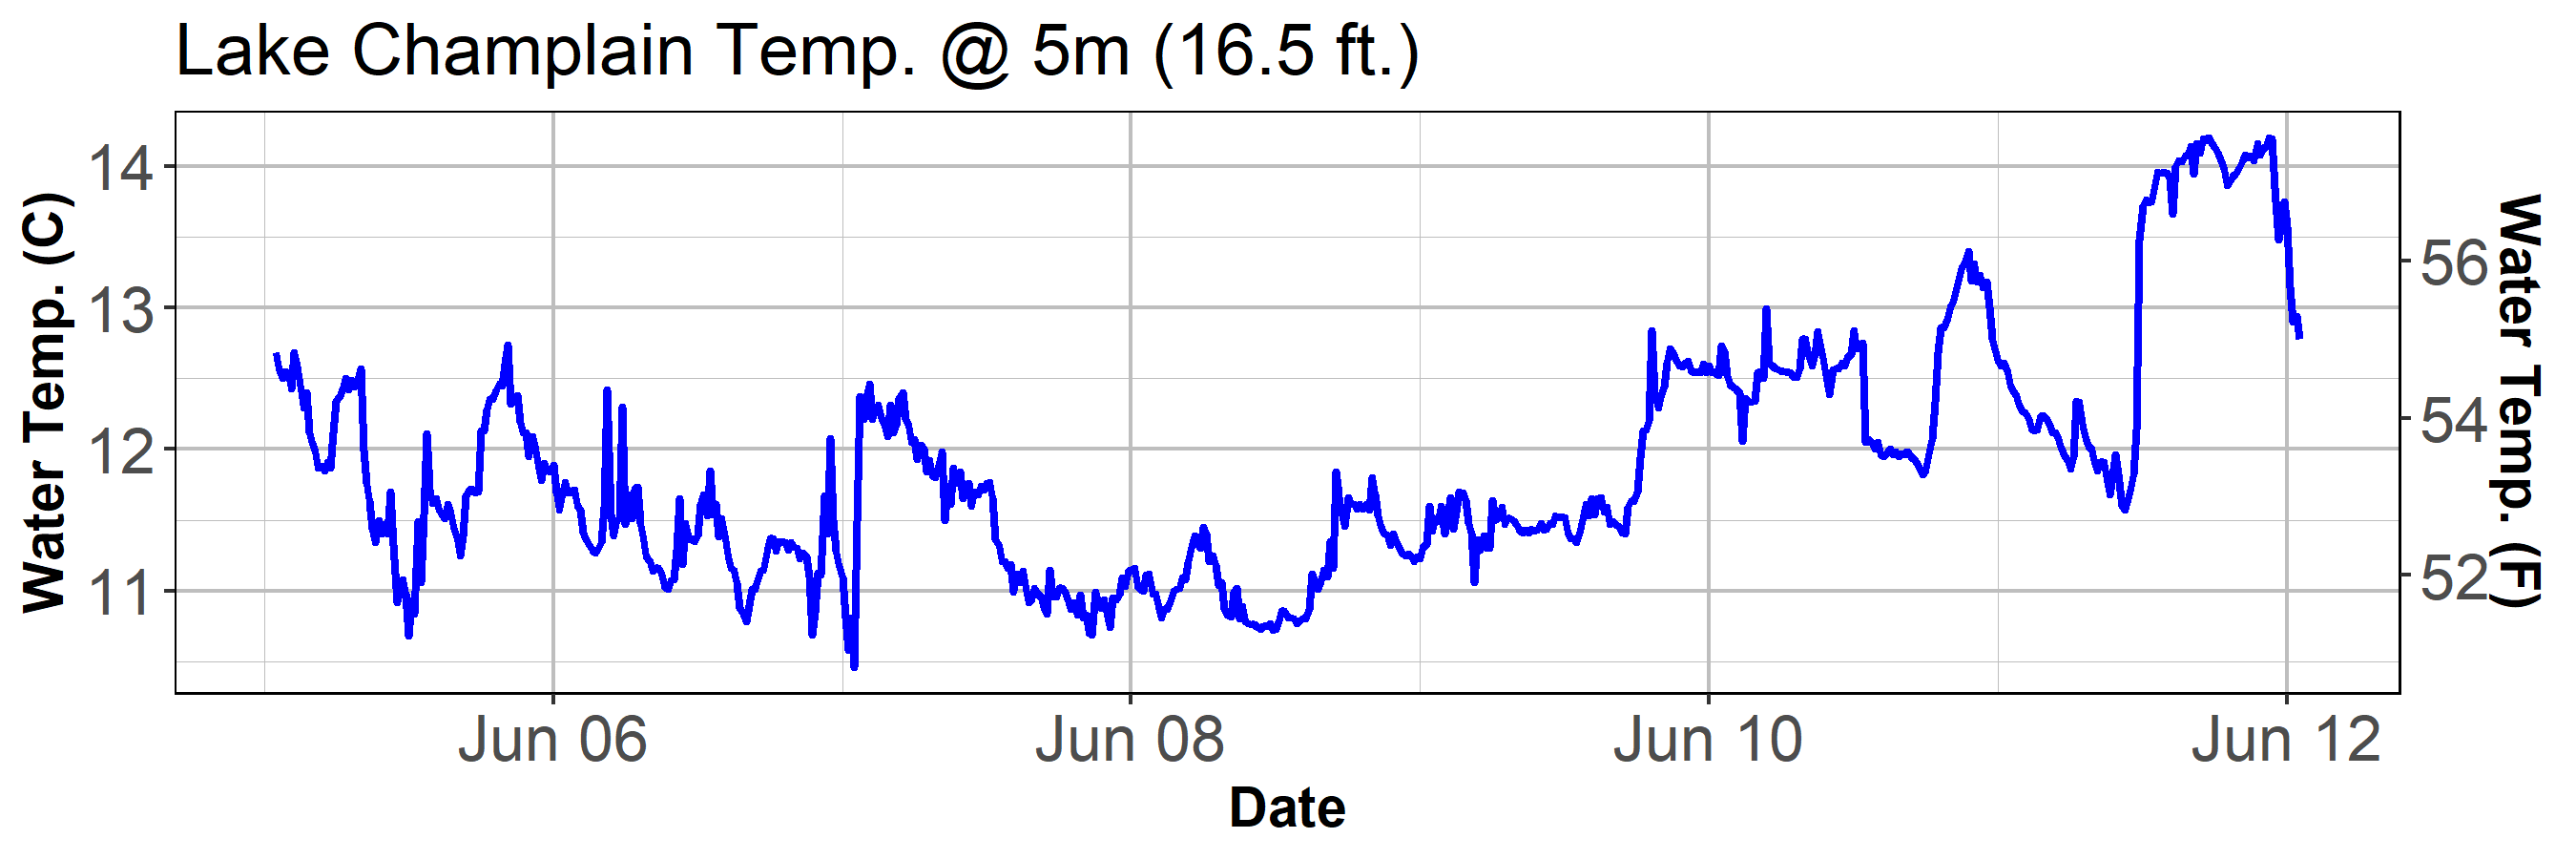 Lake Champlain Temp. @ 5m (16.5 ft.)
Water Temp. (C)
14
13
12
11
56
54
52
Water Temp. (F)
Jun 06
Jun 08
Jun 10
Jun 12
Date